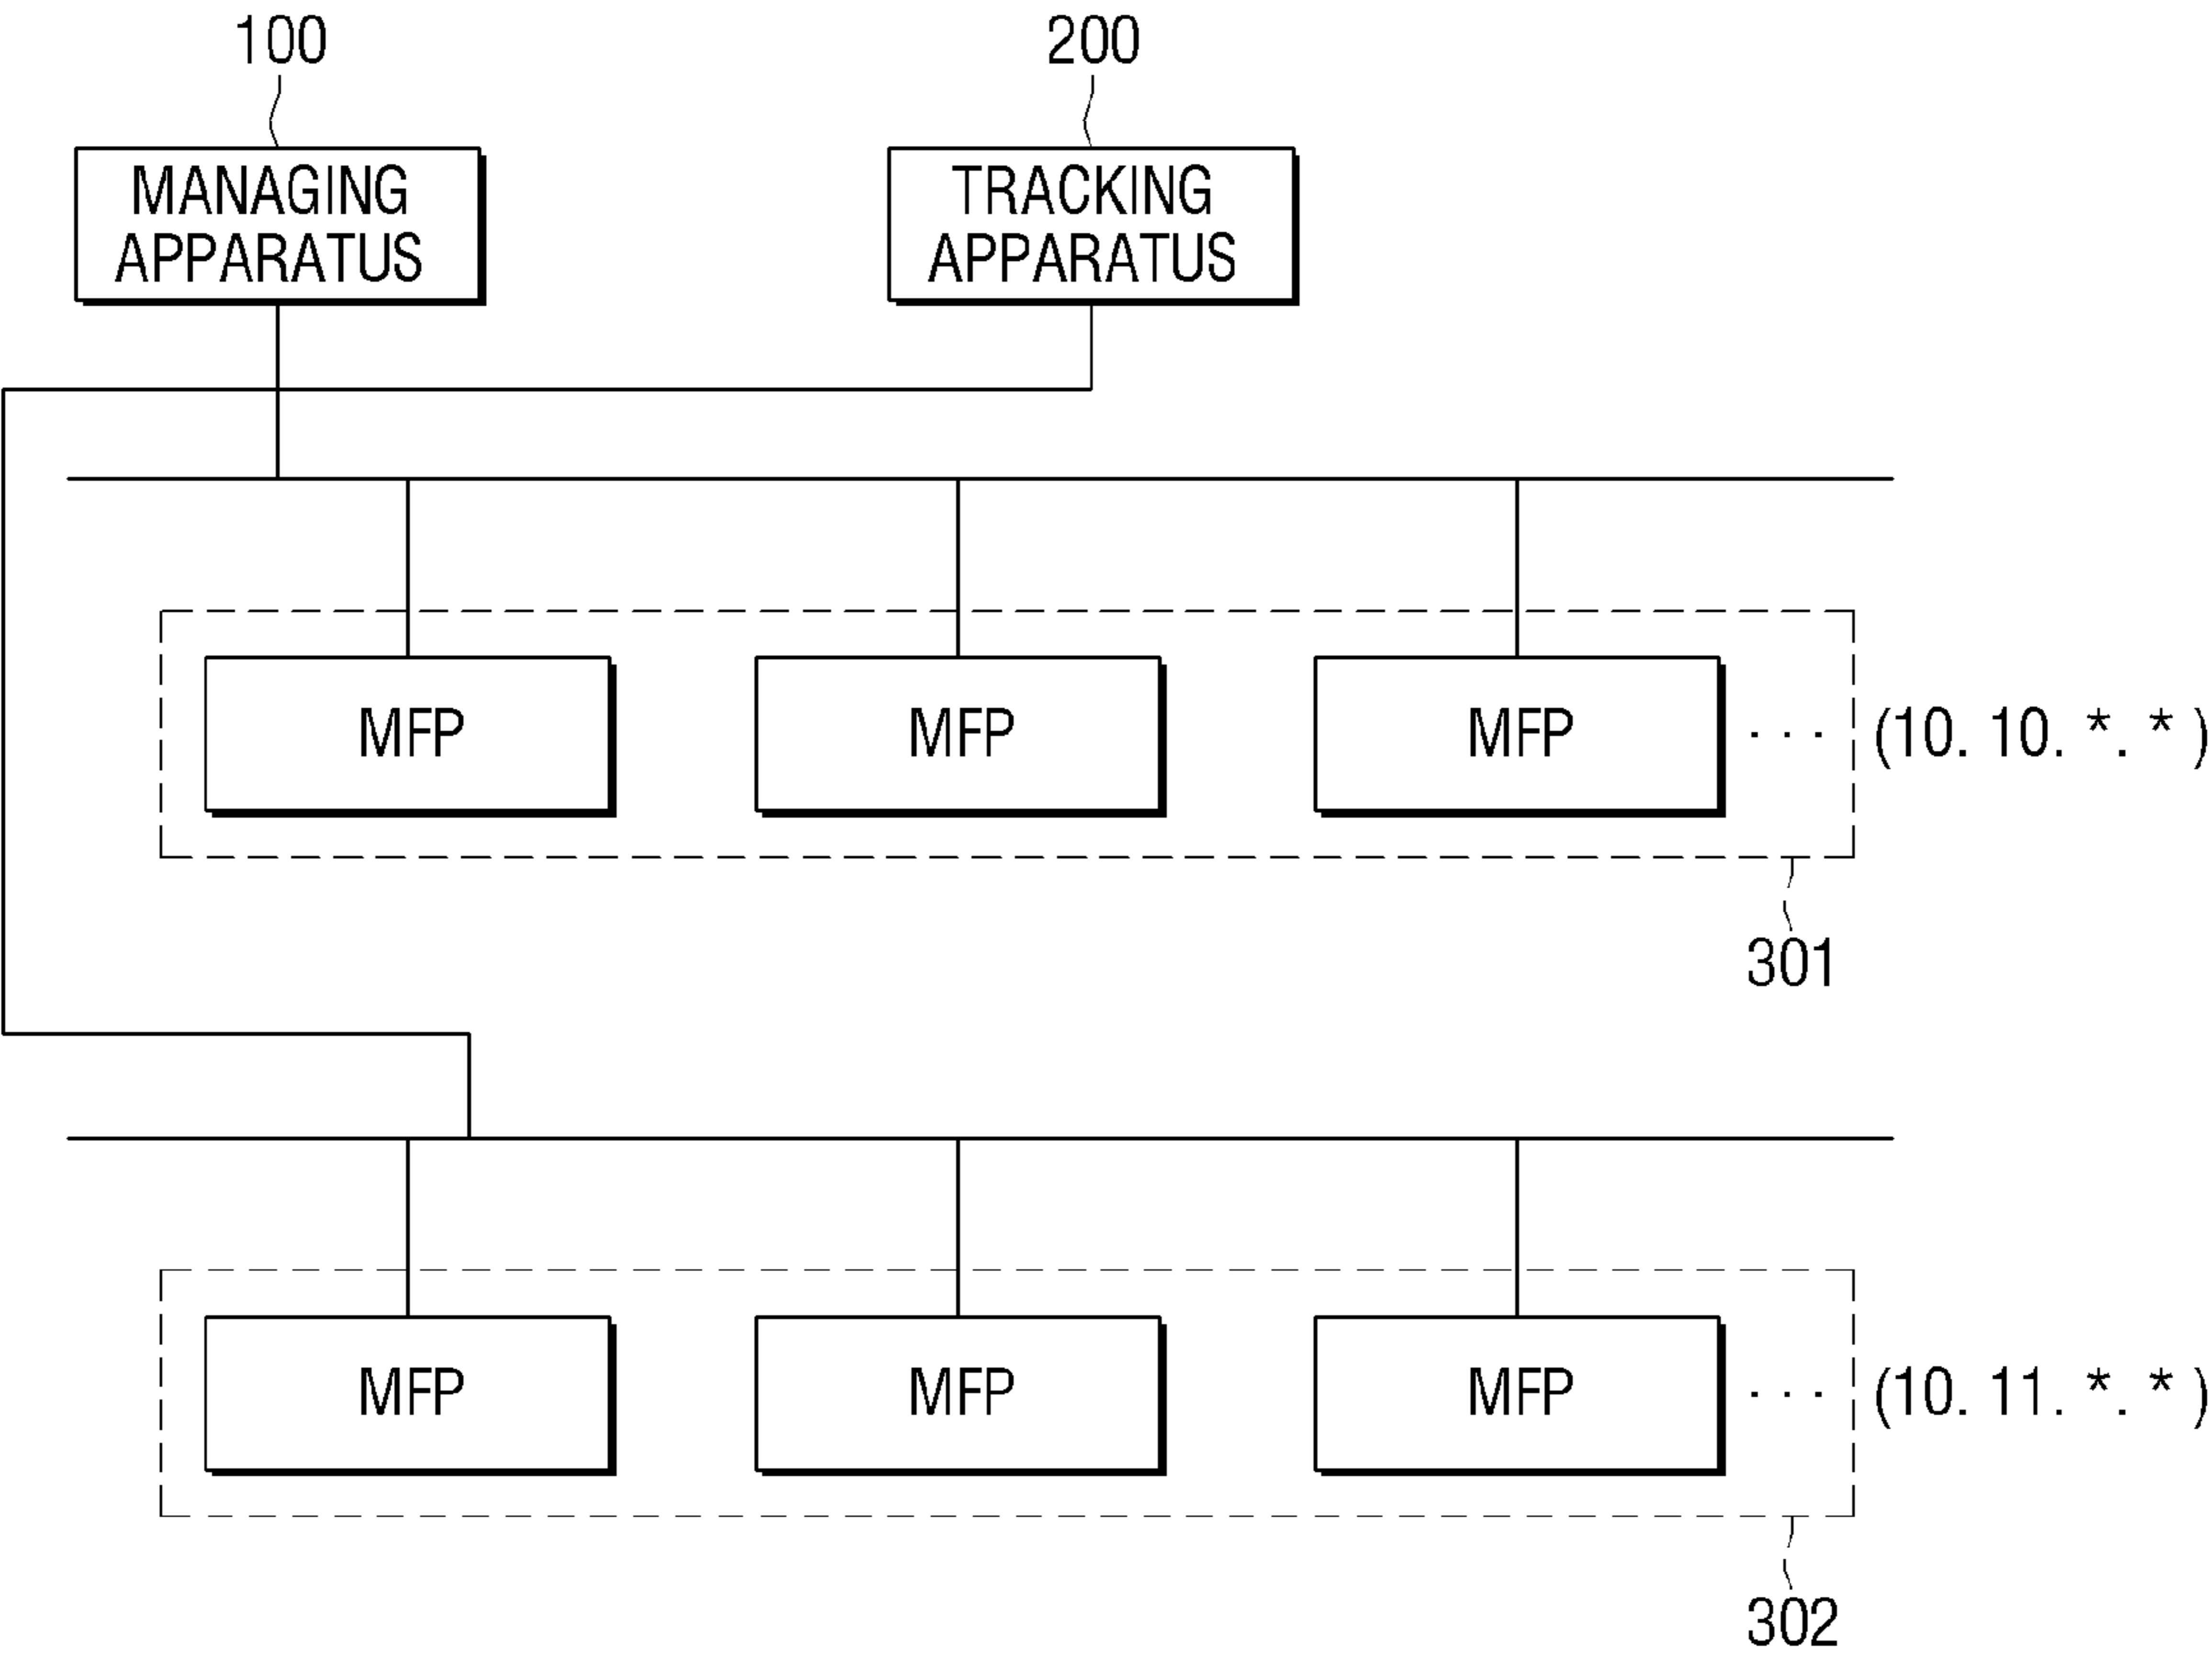 100
200
MANAGING
APPARATUS
TRACKING
APPARATUS
MFP
MFP
MFP
· · ·
(10. 10. *. * )
301
MFP
MFP
MFP
· · ·
(10. 11. *. * )
302